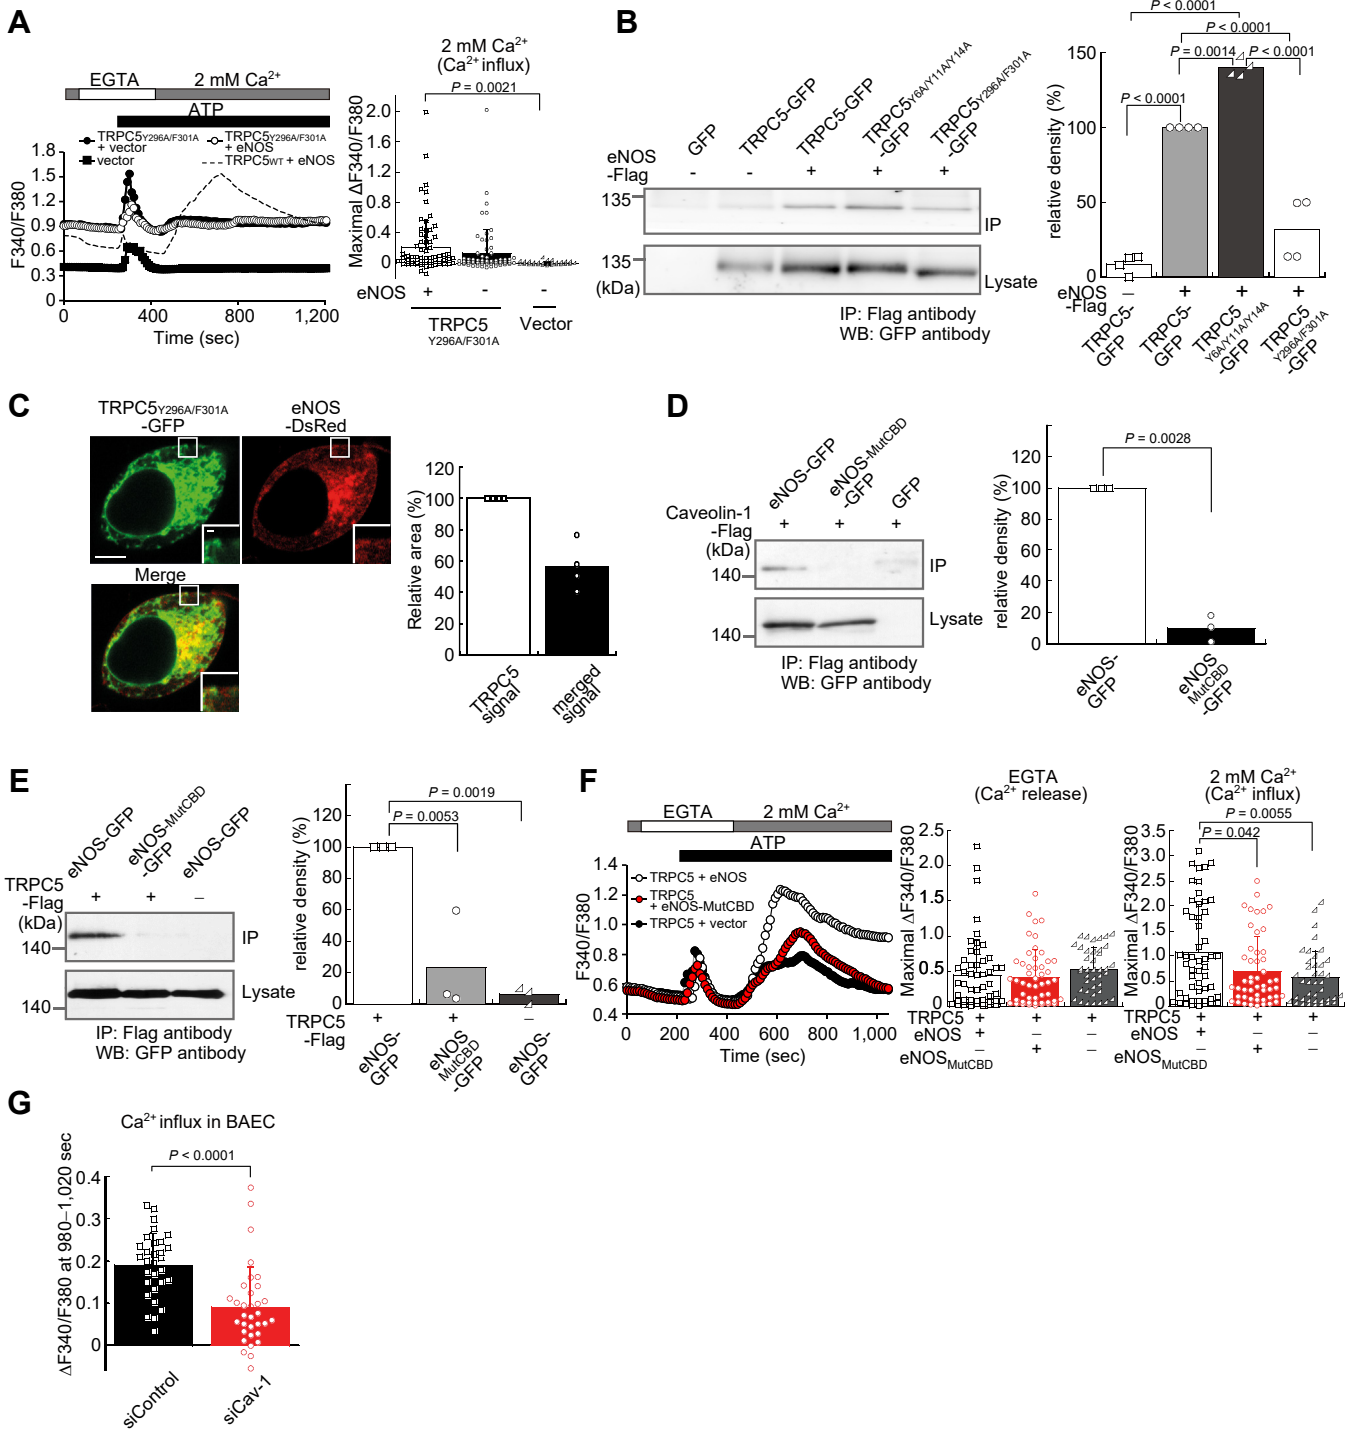 A
EGTA
2 mM Ca2+
ATP
TRPC5Y296A/F301A + vector
TRPC5Y296A/F301A + eNOS
vector
TRPC5WT + eNOS
F340/F380
1.8
1.5
0.9
0.6
0.3
0
0
400
800
1,200
Time (sec)
2 mM Ca2+
(Ca2+ influx)
P = 0.0021
Maximal ΔF340/F380
2.0
1.6
1.2
0.8
0.4
0
eNOS
+
-
-
TRPC5
Y296A/F301A
Vector
B
GFP
TRPC5-GFP
TRPC5-GFP
TRPC5Y6A/Y11A/Y14A
-GFP
TRPC5Y296A/F301A
-GFP
eNOS
-Flag
-
-
+
+
+
135
IP
135
(kDa)
Lysate
IP: Flag antibody
WB: GFP antibody
P < 0.0001
P < 0.0001
P = 0.0014
P < 0.0001
P < 0.0001
relative density (%)
150
100
50
0
eNOS
-Flag
–
+
+
+
TRPC5-
GFP
TRPC5-
GFP
TRPC5
Y6A/Y11A/Y14A
-GFP
TRPC5
Y296A/F301A
-GFP
C
TRPC5Y296A/F301A
-GFP
eNOS
-DsRed
Merge
Relative area (%)
120
100
80
60
40
20
0
TRPC5
signal
merged
signal
D
eNOS-GFP
eNOS-MutCBD
-GFP
GFP
Caveolin-1
-Flag
+
+
+
(kDa)
140
IP
140
Lysate
IP: Flag antibody
WB: GFP antibody
P = 0.0028
relative density (%)
120
100
80
60
40
20
0
eNOS-
GFP
eNOS
MutCBD
-GFP
E
eNOS-GFP
eNOS-MutCBD
-GFP
eNOS-GFP
TRPC5
-Flag
+
+
–
(kDa)
140
IP
140
Lysate
IP: Flag antibody
WB: GFP antibody
P = 0.0019
P = 0.0053
relative density (%)
120
100
80
60
40
20
0
TRPC5
-Flag
+
+
–
eNOS-
GFP
eNOS
MutCBD
-GFP
eNOS-
GFP
F
EGTA
2 mM Ca2+
ATP
TRPC5 + eNOS
TRPC5
+ eNOS-MutCBD
TRPC5 + vector
F340/F380
1.4
1.2
1.0
0.8
0.6
0.4
0
200
400
600
800
1,000
Time (sec)
EGTA
(Ca2+ release)
Maximal ΔF340/F380
2.5
2.0
1.5
1.0
0.5
0
TRPC5
+
+
+
eNOS
+
–
–
eNOSMutCBD
–
+
–
2 mM Ca2+
(Ca2+ influx)
P = 0.0055
P = 0.042
Maximal ΔF340/F380
3.5
3.0
2.5
2.0
1.5
1.0
0.5
0
TRPC5
+
+
+
eNOS
+
–
–
eNOSMutCBD
–
+
–
G
Ca2+ influx in BAEC
P < 0.0001
ΔF340/F380 at 980–1,020 sec
0.4
0.3
0.2
0.1
0
siControl
siCav-1